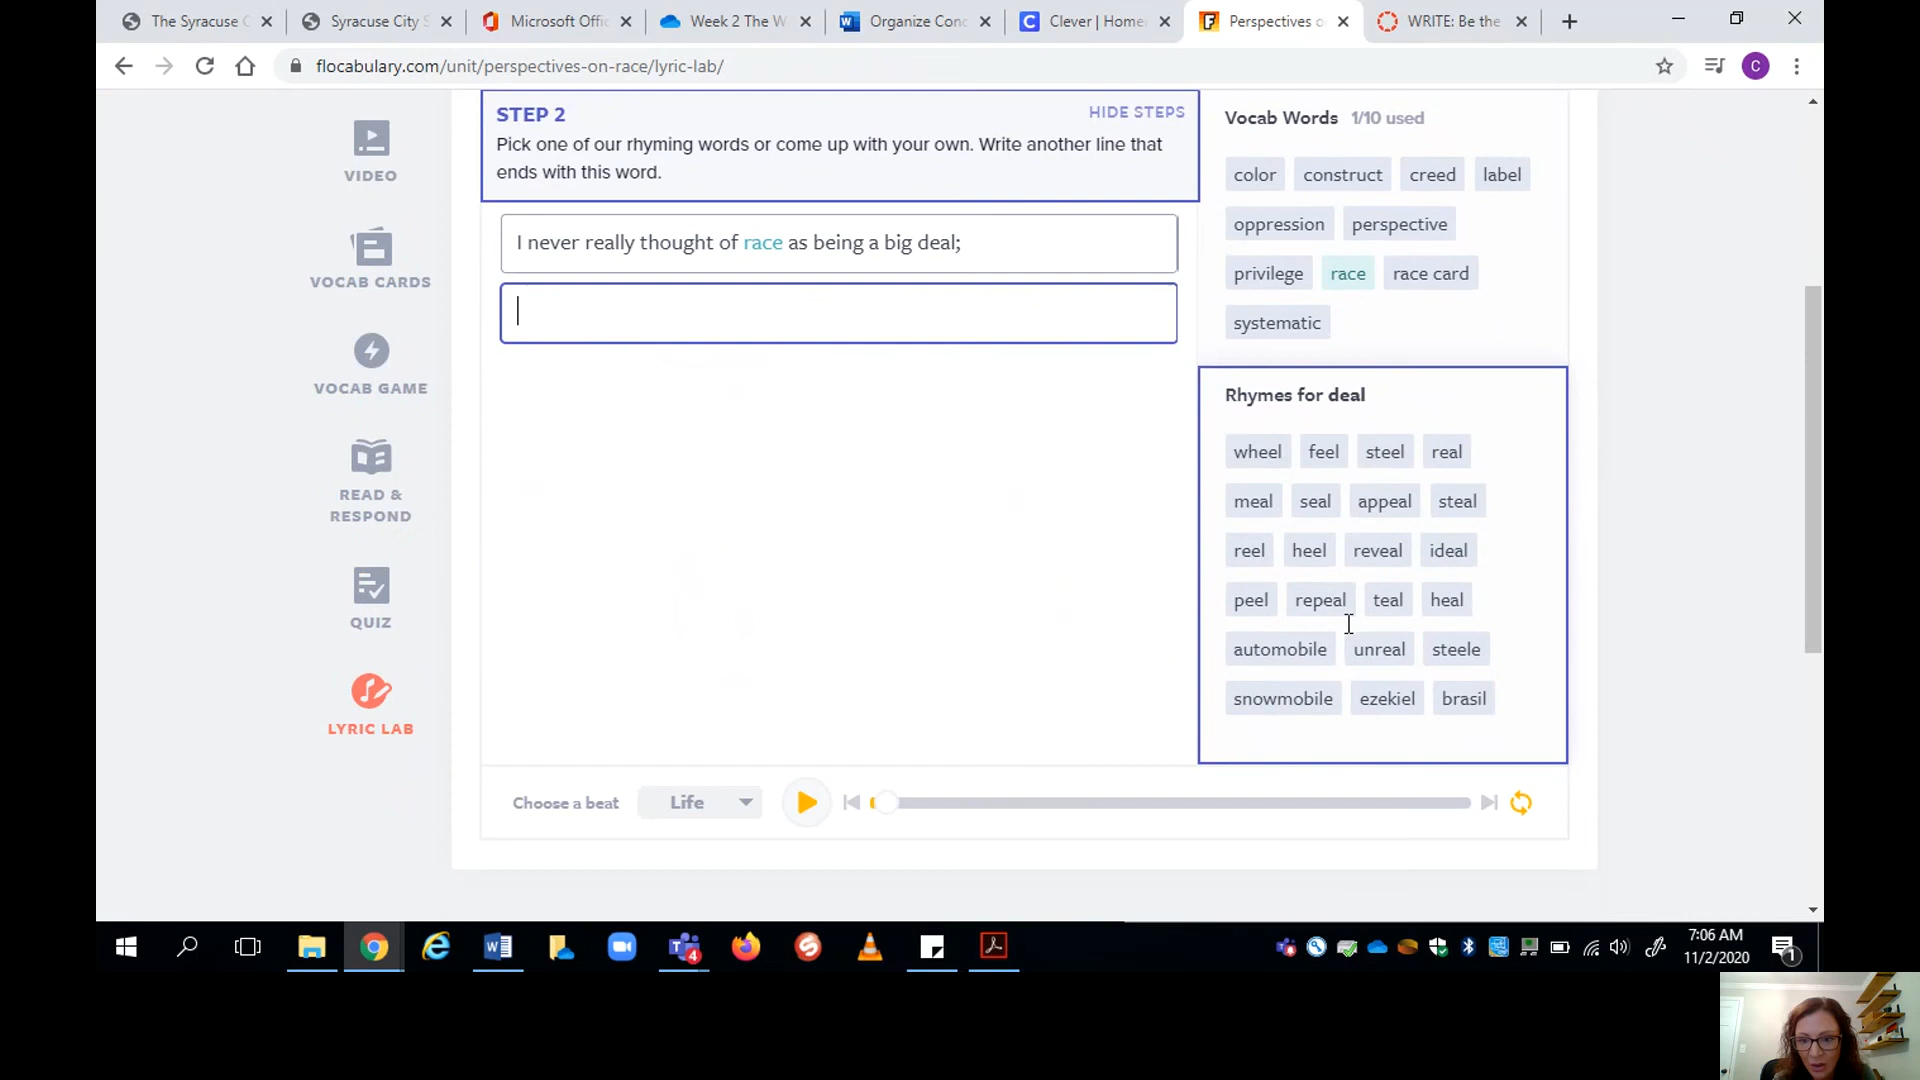 The Syracuse C
Syracuse City S
Microsoft Offic
Week 2 The W
Organize Conc
Clever | Home
Perspectives o
WRITE: Be the
flocabulary.com/unit/perspectives-on-race/lyric-lab/
C
VIDEO
VOCAB CARDS
VOCAB GAME
READ &
RESPOND
QUIZ
LYRIC LAB
STEP 2
HIDE STEPS
Pick one of our rhyming words or come up with your own. Write another line that
ends with this word.
I never really thought of race as being a big deal;
Vocab Words 1/10 used
color construct creed label
oppression perspective
privilege race race card
systematic
Rhymes for deal
wheel feel steel real
meal seal appeal steal
reel heel reveal ideal
peel repeal teal heal
automobile unreal steele
snowmobile ezekiel brasil
Choose a beat Life
4
7:06 AM
11/2/2020
1